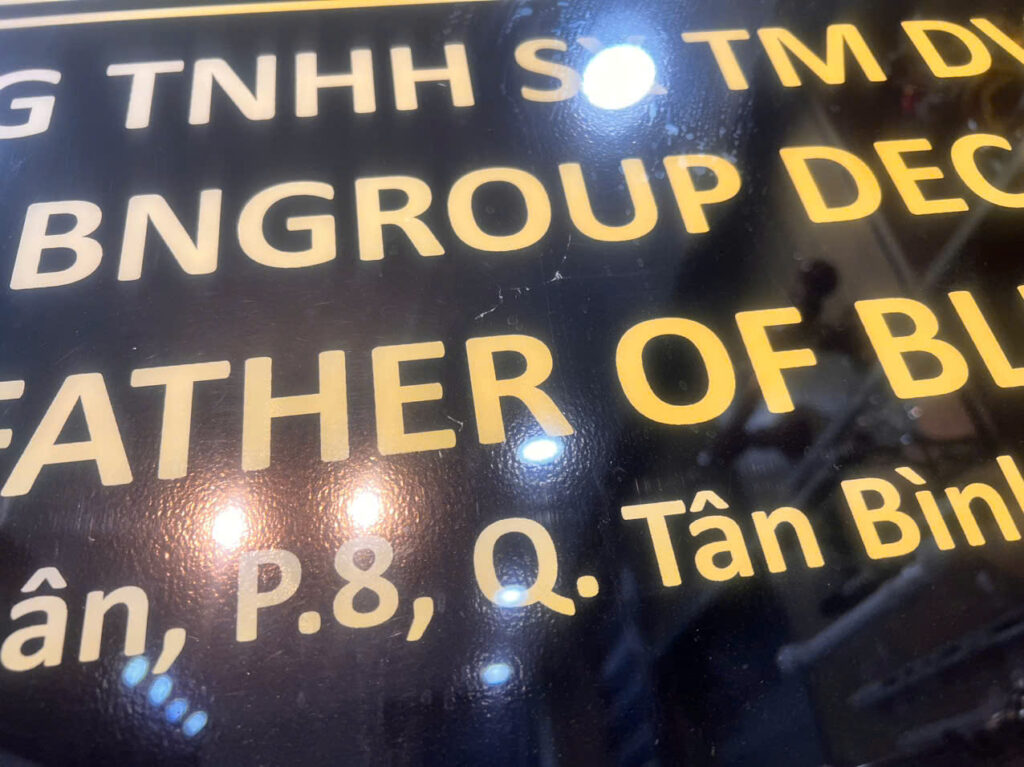 G TNHH SX TM DV
BNGROUP DEC
FATHER OF BL
ân, P.8, Q. Tân Bình